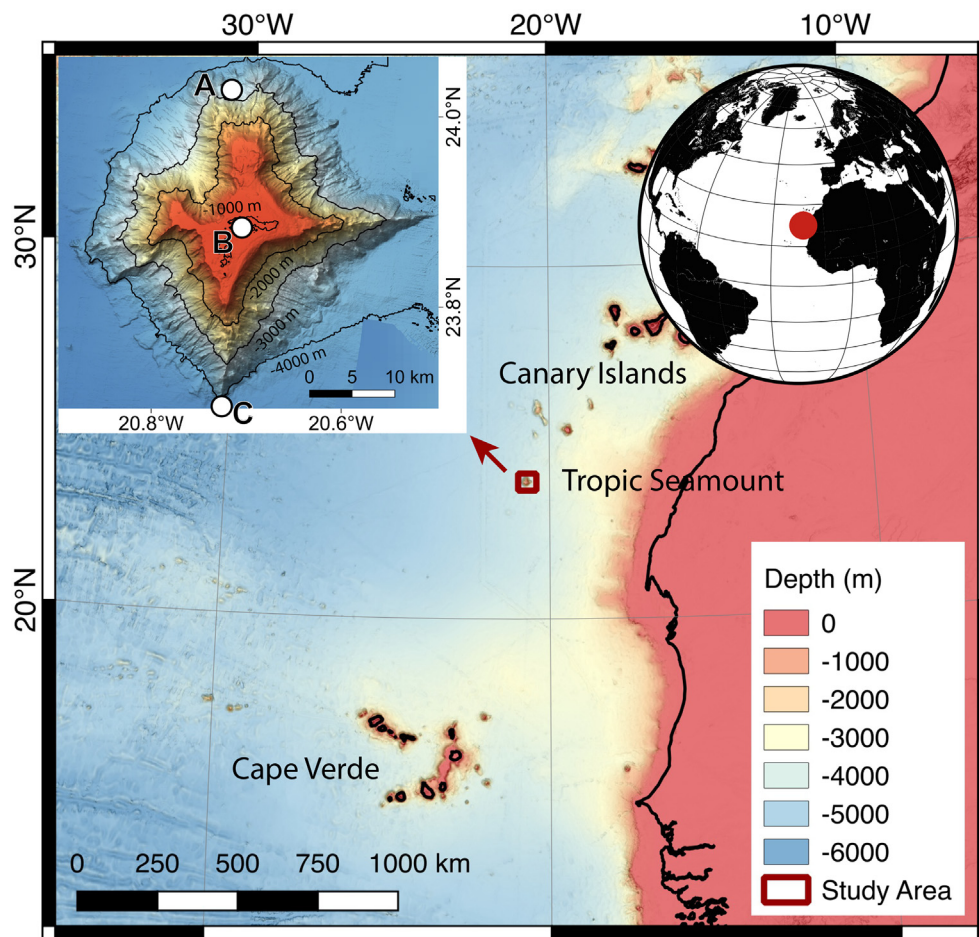 30°W 20°W 10°W
A
24.0°N
-1000 m
B
30°N
-2000 m
23.8°N
-3000 m
-4000 m
0 5 10 km
C
20.8°W 20.6°W
Canary Islands
Tropic Seamount
Depth (m)
0
-1000
-2000
-3000
-4000
-5000
-6000
Study Area
20°N
Cape Verde
0 250 500 750 1000 km